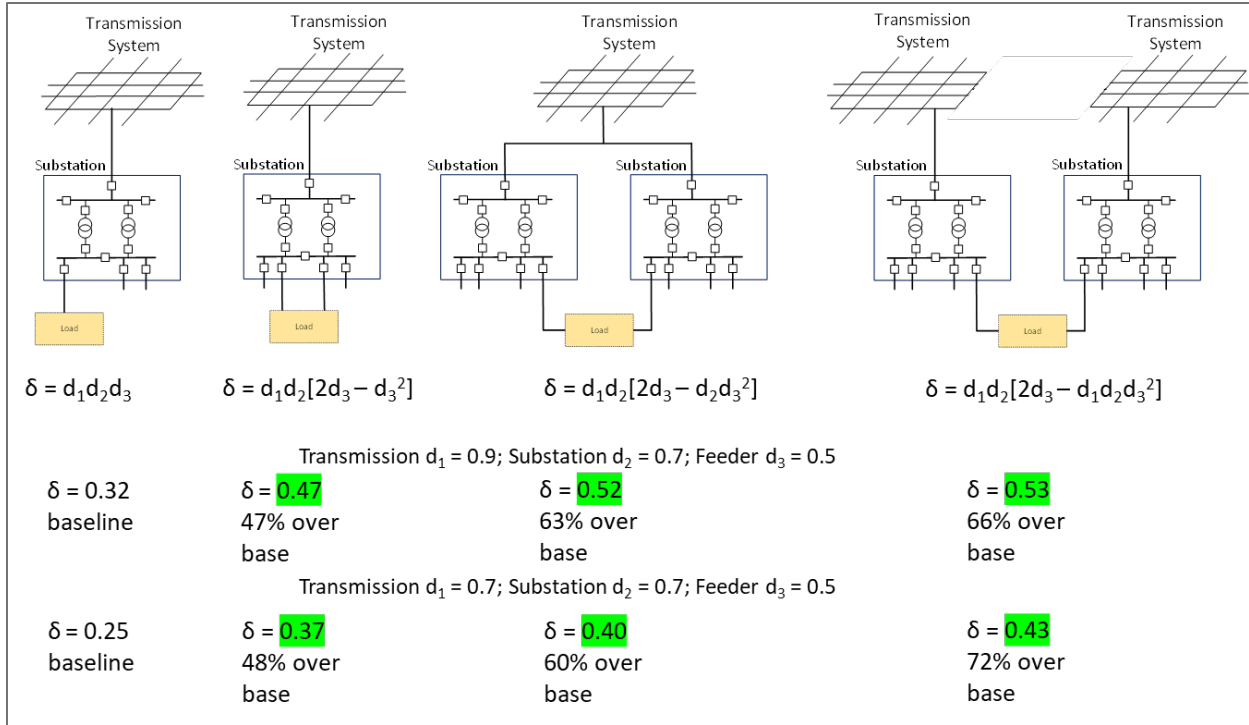 Transmission
System
Transmission
System
Transmission
System
Transmission
System
Transmission
System
Substation
Substation
Substation
Substation
Substation
Substation
Load
Load
Load
Load
δ = d₁d₂d₃
δ = d₁d₂[2d₃ – d₃²]
δ = d₁d₂[2d₃ – d₂d₃²]
δ = d₁d₂[2d₃ – d₁d₂d₃²]
Transmission d₁ = 0.9; Substation d₂ = 0.7; Feeder d₃ = 0.5
δ = 0.32
baseline
δ = 0.47
47% over
base
δ = 0.52
63% over
base
δ = 0.53
66% over
base
Transmission d₁ = 0.7; Substation d₂ = 0.7; Feeder d₃ = 0.5
δ = 0.25
baseline
δ = 0.37
48% over
base
δ = 0.40
60% over
base
δ = 0.43
72% over
base